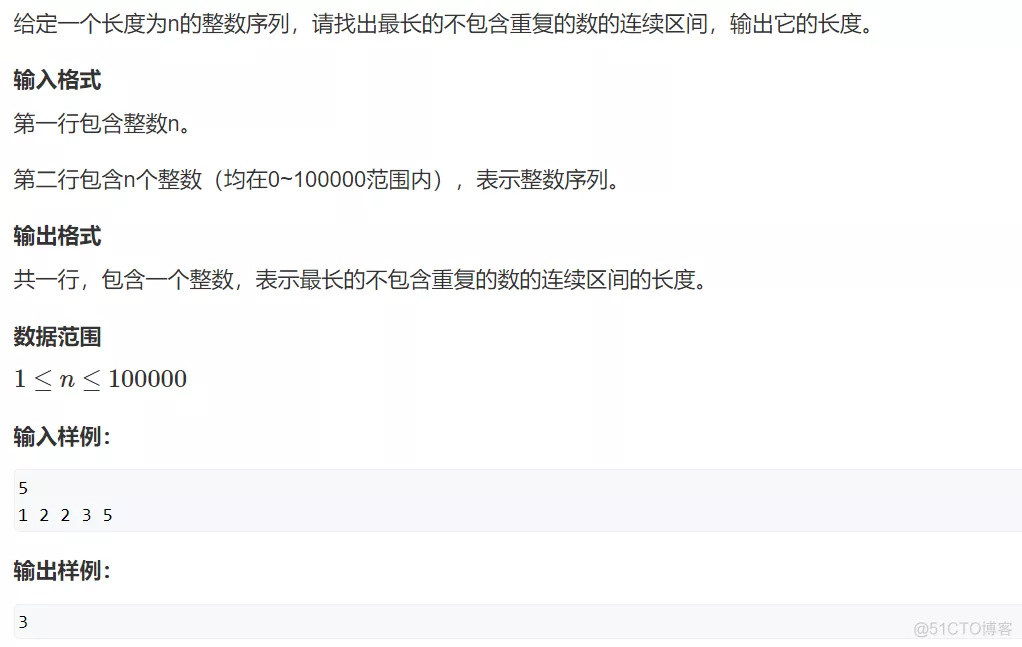 给定一个长度为n的整数序列，请找出最长的不包含重复的数的连续区间，输出它的长度。
输入格式
第一行包含整数n。
第二行包含n个整数（均在0~100000范围内），表示整数序列。
输出格式
共一行，包含一个整数，表示最长的不包含重复的数的连续区间的长度。
数据范围
1 ≤ n ≤ 100000
输入样例：
5
1 2 2 3 5
输出样例：
3
@51CTO博客